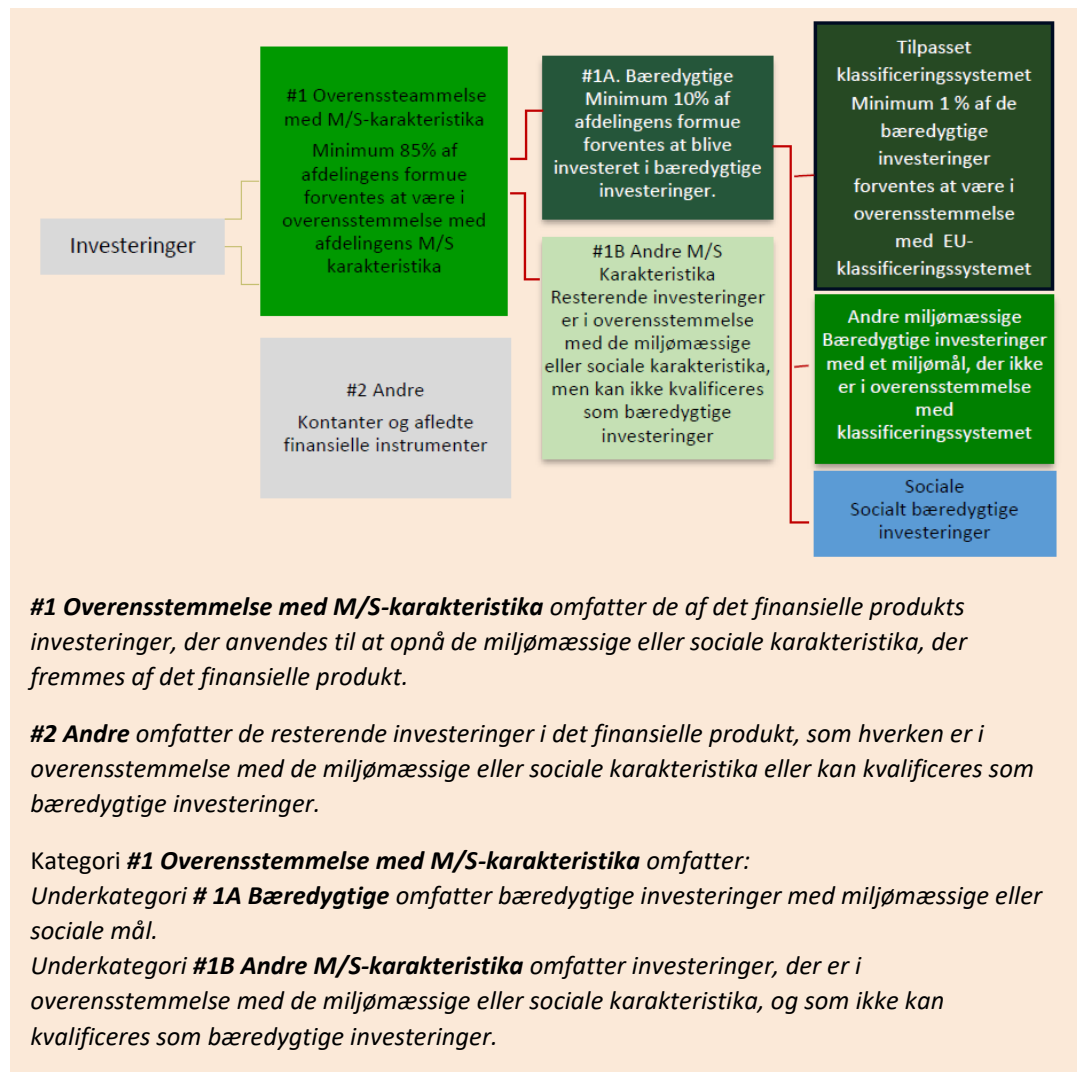 Investeringer
#1 Overenssteammelse
med M/S-karakteristika
Minimum 85% af
afdelingens formue
forventes at være i
overensstemmelse med
afdelingens M/S
karakteristika
#2 Andre
Kontanter og afledte
finansielle instrumenter
#1A. Bæredygtige
Minimum 10% af
afdelingens formue
forventes at blive
investeret i bæredygtige
investeringer.
#1B Andre M/S
Karakteristika
Resterende investeringer
er i overensstemmelse
med de miljømæssige
eller sociale karakteristika,
men kan ikke kvalificeres
som bæredygtige
investeringer
Tilpasset
klassificeringssystemet
Minimum 1 % af de
bæredygtige
investeringer
forventes at være i
overensstemmelse
med EU-
klassificeringssystemet
Andre miljømæssige
Bæredygtige investeringer
med et miljømål, der ikke
er i overensstemmelse
med
klassificeringssystemet
Sociale
Socialt bæredygtige
investeringer
#1 Overensstemmelse med M/S-karakteristika omfatter de af det finansielle produkts
investeringer, der anvendes til at opnå de miljømæssige eller sociale karakteristika, der
fremmes af det finansielle produkt.
#2 Andre omfatter de resterende investeringer i det finansielle produkt, som hverken er i
overensstemmelse med de miljømæssige eller sociale karakteristika eller kan kvalificeres som
bæredygtige investeringer.
Kategori #1 Overensstemmelse med M/S-karakteristika omfatter:
Underkategori # 1A Bæredygtige omfatter bæredygtige investeringer med miljømæssige eller
sociale mål.
Underkategori #1B Andre M/S-karakteristika omfatter investeringer, der er i
overensstemmelse med de miljømæssige eller sociale karakteristika, og som ikke kan
kvalificeres som bæredygtige investeringer.